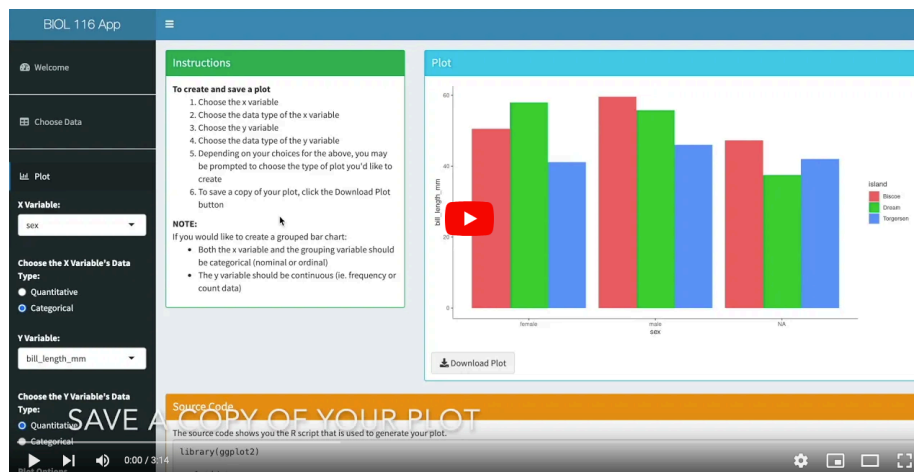 BIOL 116 App
Welcome
Choose Data
Plot
X Variable:
sex
Choose the X Variable's Data
Type:
Quantitative
Categorical
Y Variable:
bill_length_mm
Choose the Y Variable's Data
Type:
Quantitative
Categorical
Plot Options
Instructions
To create and save a plot
1. Choose the x variable
2. Choose the data type of the x variable
3. Choose the y variable
4. Choose the data type of the y variable
5. Depending on your choices for the above, you may
be prompted to choose the type of plot you'd like to
create
6. To save a copy of your plot, click the Download Plot
button
NOTE:
If you would like to create a grouped bar chart:
• Both the x variable and the grouping variable should
be categorical (nominal or ordinal)
• The y variable should be continuous (ie. frequency or
count data)
Plot
60
40
20
0
bill_length_mm
female
male
NA
sex
island
Biscoe
Dream
Torgersen
Download Plot
Source Code
SAVE A COPY OF YOUR PLOT
The source code shows you the R script that is used to generate your plot.
library(ggplot2)
0:00 / 3:14